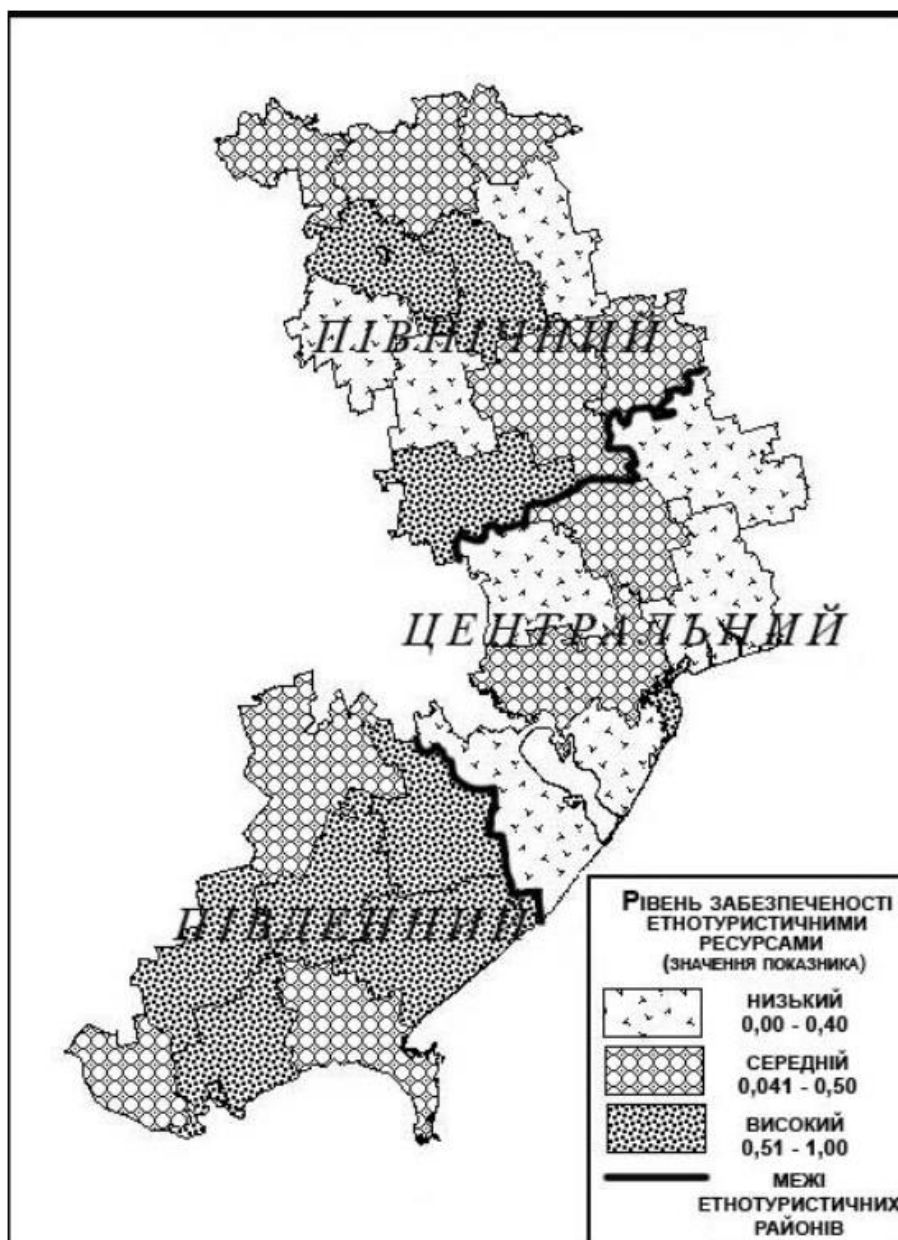 ПІВНІЧНИЙ
ЦЕНТРАЛЬНИЙ
ПІВДЕННИЙ
РІВЕНЬ ЗАБЕЗПЕЧЕНОСТІ
ЕТНОТУРИСТИЧНИМИ
РЕСУРСАМИ
(ЗНАЧЕННЯ ПОКАЗНИКА)
НИЗЬКИЙ
0,00 - 0,40
СЕРЕДНІЙ
0,041 - 0,50
ВИСОКИЙ
0,51 - 1,00
МЕЖІ
ЕТНОТУРИСТИЧНИХ
РАЙОНІВ